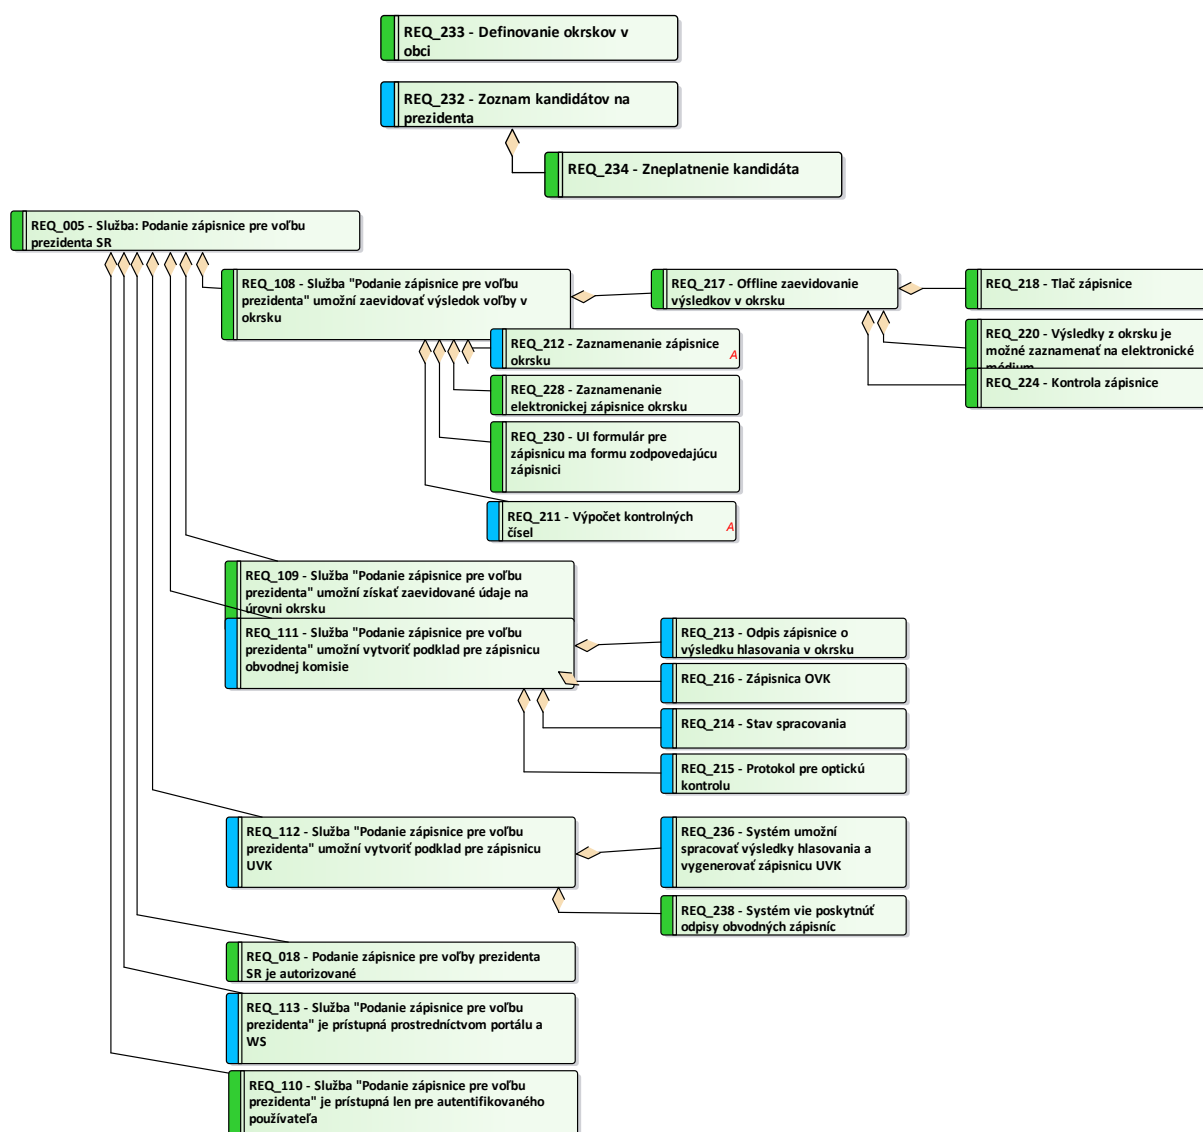 REQ_233 - Definovanie okrskov v
obci
REQ_232 - Zoznam kandidátov na
prezidenta
REQ_234 - Zneplatnenie kandidáta
REQ_005 - Služba: Podanie zápisnice pre voľbu
prezidenta SR
REQ_108 - Služba "Podanie zápisnice pre voľbu
prezidenta" umožní zaevidovať výsledok voľby v
okrsku
REQ_217 - Offline zaevidovanie
výsledkov v okrsku
REQ_218 - Tlač zápisnice
REQ_220 - Výsledky z okrsku je
možné zaznamenať na elektronické
médium
REQ_224 - Kontrola zápisnice
REQ_212 - Zaznamenanie zápisnice
okrsku
A
REQ_228 - Zaznamenanie
elektronickej zápisnice okrsku
REQ_230 - UI formulár pre
zápisnicu ma formu zodpovedajúcu
zápisnici
REQ_211 - Výpočet kontrolných
čísel
A
REQ_109 - Služba "Podanie zápisnice pre voľbu
prezidenta" umožní získať zaevidované údaje na
úrovni okrsku
REQ_111 - Služba "Podanie zápisnice pre voľbu
prezidenta" umožní vytvoriť podklad pre zápisnicu
obvodnej komisie
REQ_213 - Odpis zápisnice o
výsledku hlasovania v okrsku
REQ_216 - Zápisnica OVK
REQ_214 - Stav spracovania
REQ_215 - Protokol pre optickú
kontrolu
REQ_112 - Služba "Podanie zápisnice pre voľbu
prezidenta" umožní vytvoriť podklad pre zápisnicu
UVK
REQ_236 - Systém umožní
spracovať výsledky hlasovania a
vygenerovať zápisnicu UVK
REQ_238 - Systém vie poskytnúť
odpisy obvodných zápisníc
REQ_018 - Podanie zápisnice pre voľby prezidenta
SR je autorizované
REQ_113 - Služba "Podanie zápisnice pre voľbu
prezidenta" je prístupná prostredníctvom portálu a
WS
REQ_110 - Služba "Podanie zápisnice pre voľbu
prezidenta" je prístupná len pre autentifikovaného
používateľa